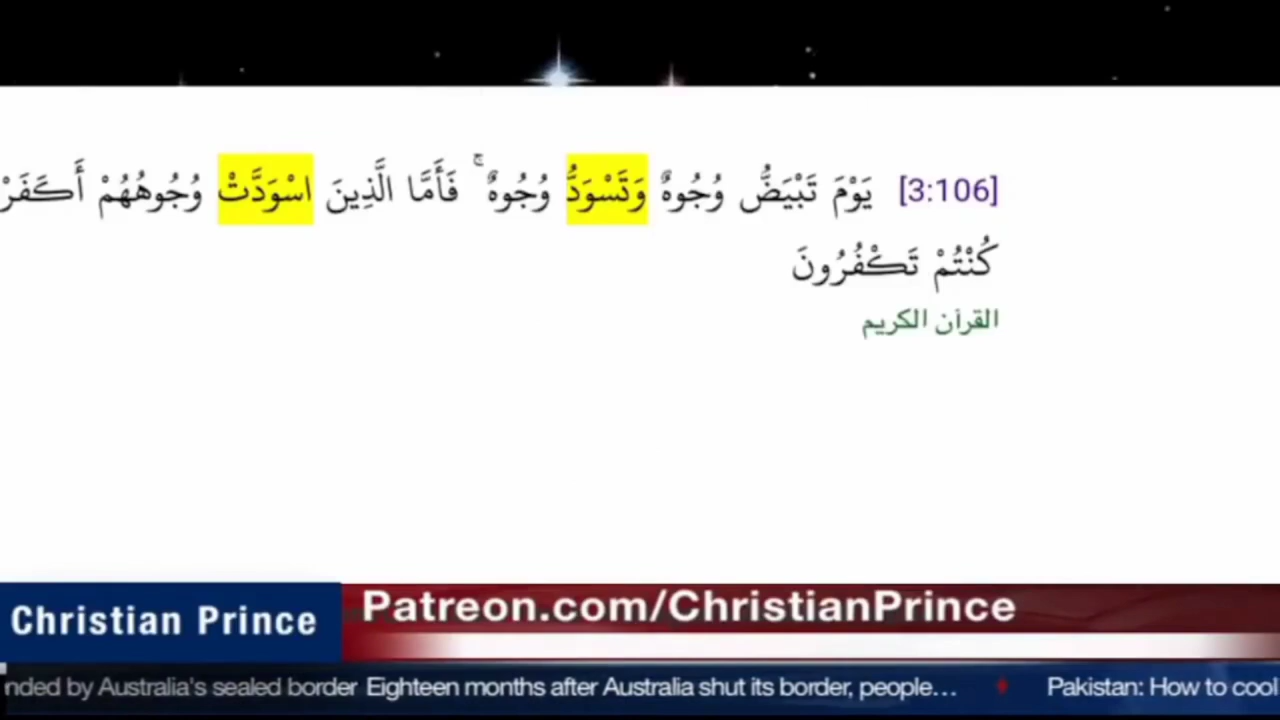 [3:106] يَوْمَ تَبْيَضُّ وُجُوهٌ وَتَسْوَدُّ وُجُوهٌ ۚ فَأَمَّا الَّذِينَ اسْوَدَّتْ وُجُوهُهُمْ أَكَفَرْ
كُنْتُمْ تَكْفُرُونَ
القرآن الكريم
Patreon.com/ChristianPrince
Christian Prince
nded by Australia's sealed border Eighteen months after Australia shut its border, people... Pakistan: How to cool